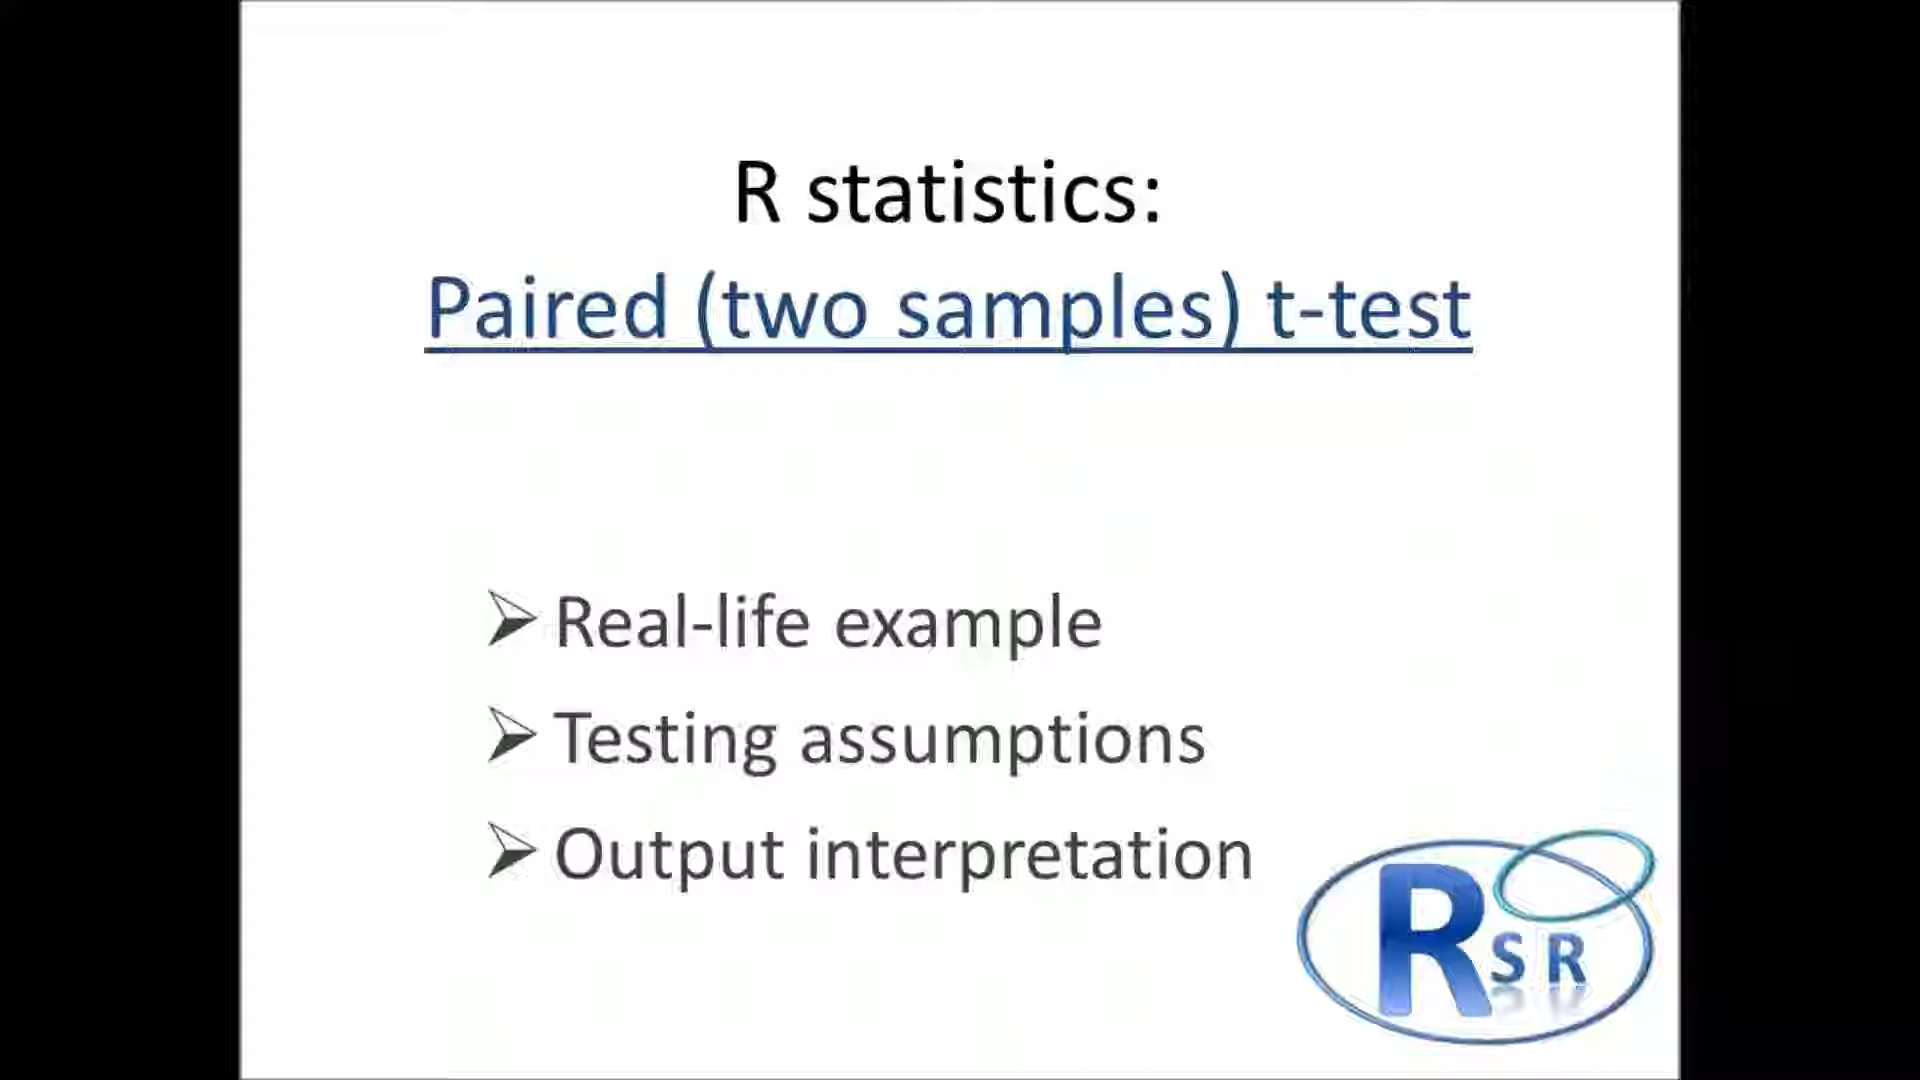 R statistics:
Paired (two samples) t-test
➢ Real-life example
➢ Testing assumptions
➢ Output interpretation
R S R